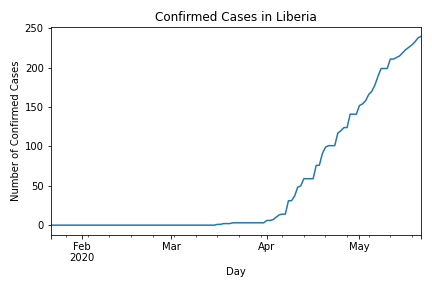 Confirmed Cases in Liberia
Number of Confirmed Cases
250
200
150
100
50
0
Feb
2020
Mar
Apr
May
Day